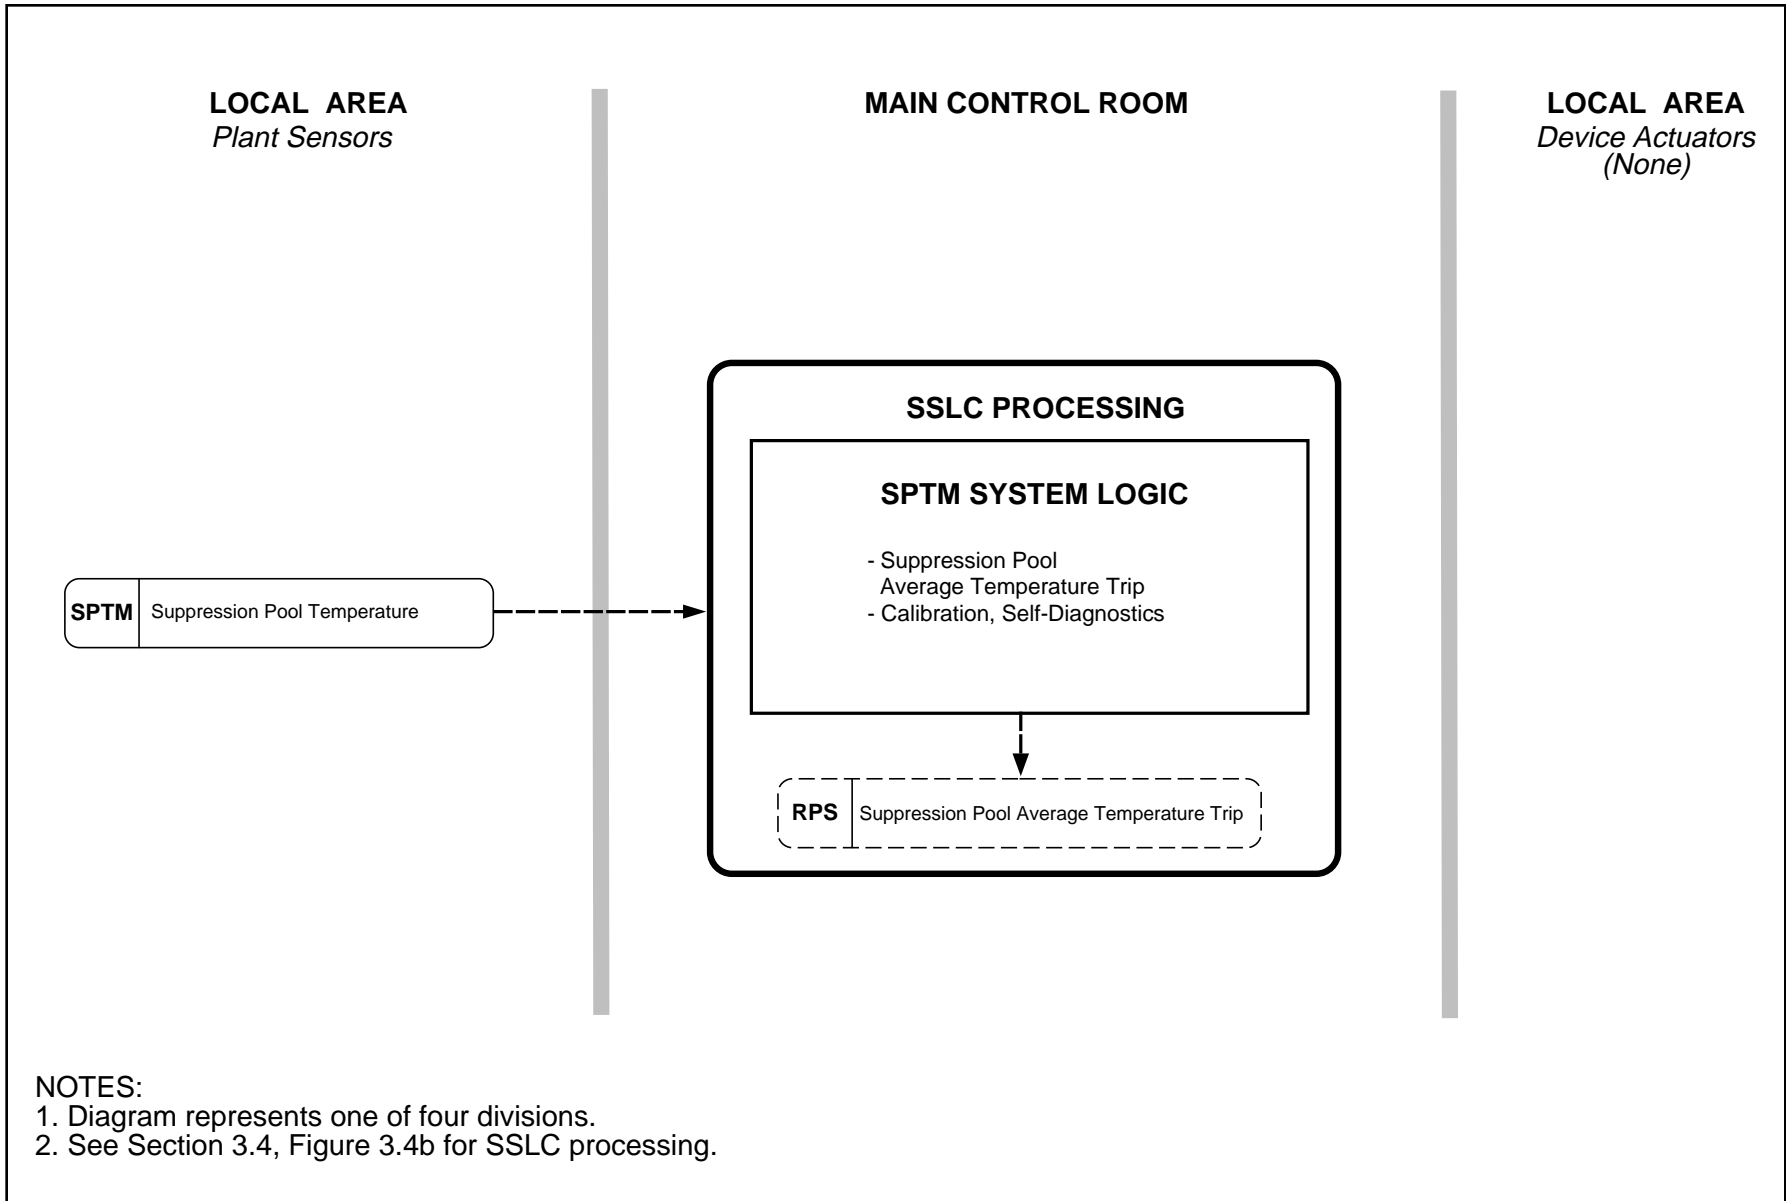 LOCAL AREA
Plant Sensors
MAIN CONTROL ROOM
LOCAL AREA
Device Actuators
(None)
SSLC PROCESSING
SPTM SYSTEM LOGIC
- Suppression Pool
Average Temperature Trip
- Calibration, Self-Diagnostics
SPTM Suppression Pool Temperature
RPS Suppression Pool Average Temperature Trip
NOTES:
1. Diagram represents one of four divisions.
2. See Section 3.4, Figure 3.4b for SSLC processing.